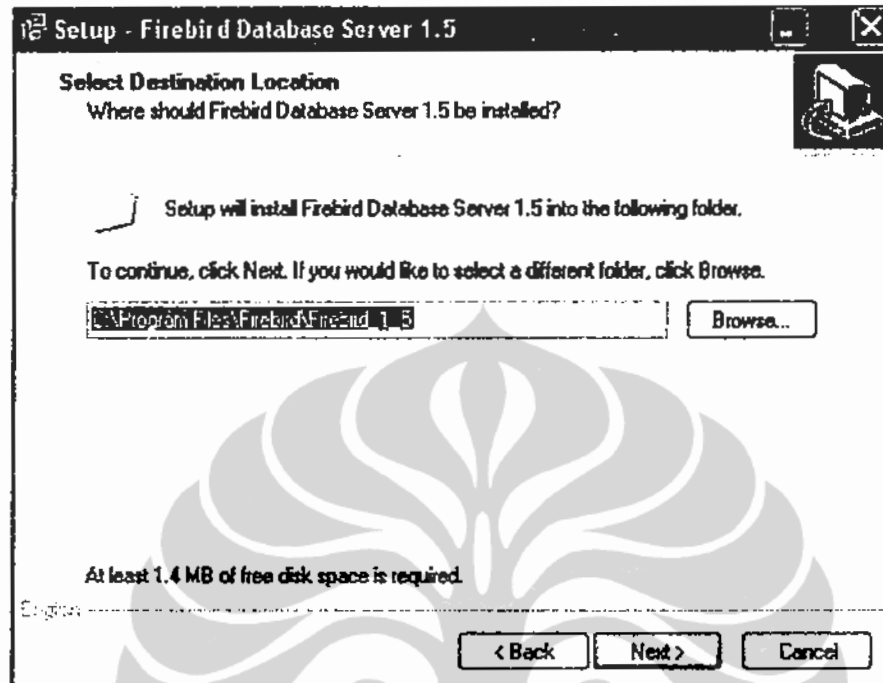 Setup - Firebird Database Server 1.5
Select Destination Location
Where should Firebird Database Server 1.5 be installed?
Setup will install Firebird Database Server 1.5 into the following folder.
To continue, click Next. If you would like to select a different folder, click Browse.
C:\Program Files\Firebird\Firebird_1_5
Browse...
At least 1.4 MB of free disk space is required.
English
< Back
Next >
Cancel